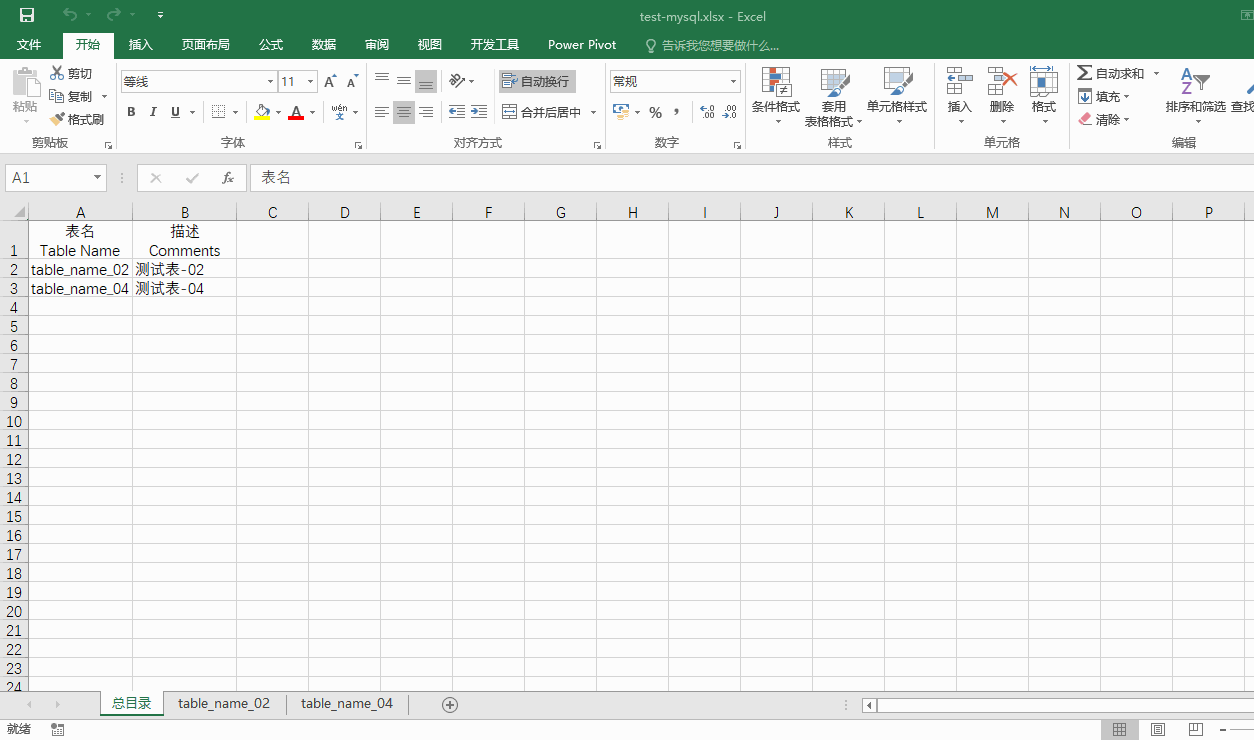 test-mysql.xlsx - Excel
文件 开始 插入 页面布局 公式 数据 审阅 视图 开发工具 Power Pivot 告诉我您想要做什么...
粘贴 剪切 复制 格式刷 剪贴板
等线 11 A A B I U A wén 文 字体
自动换行 合并后居中 对齐方式
常规 % , .0 .00 数字
条件格式 套用 表格格式 单元格样式 样式
插入 删除 格式 单元格
自动求和 填充 清除 排序和筛选 查找 编辑
A1 fx 表名
A B C D E F G H I J K L M N O P
表名 描述
1 Table Name Comments
2 table_name_02 测试表-02
3 table_name_04 测试表-04
4
5
6
7
8
9
10
11
12
13
14
15
16
17
18
19
20
21
22
23
24
总目录 table_name_02 table_name_04
就绪